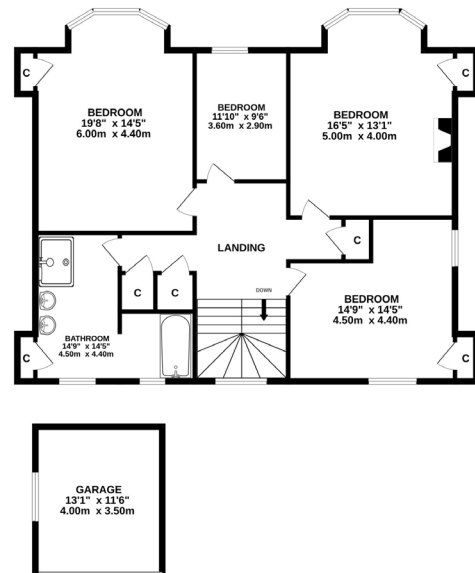 C
C
BEDROOM
19'8" x 14'5"
6.00m x 4.40m
BEDROOM
11'10" x 9'6"
3.60m x 2.90m
BEDROOM
16'5" x 13'1"
5.00m x 4.00m
LANDING
C
C
C
DOWN
BEDROOM
14'9" x 14'5"
4.50m x 4.40m
BATHROOM
14'9" x 14'5"
4.50m x 4.40m
C
C
GARAGE
13'1" x 11'6"
4.00m x 3.50m